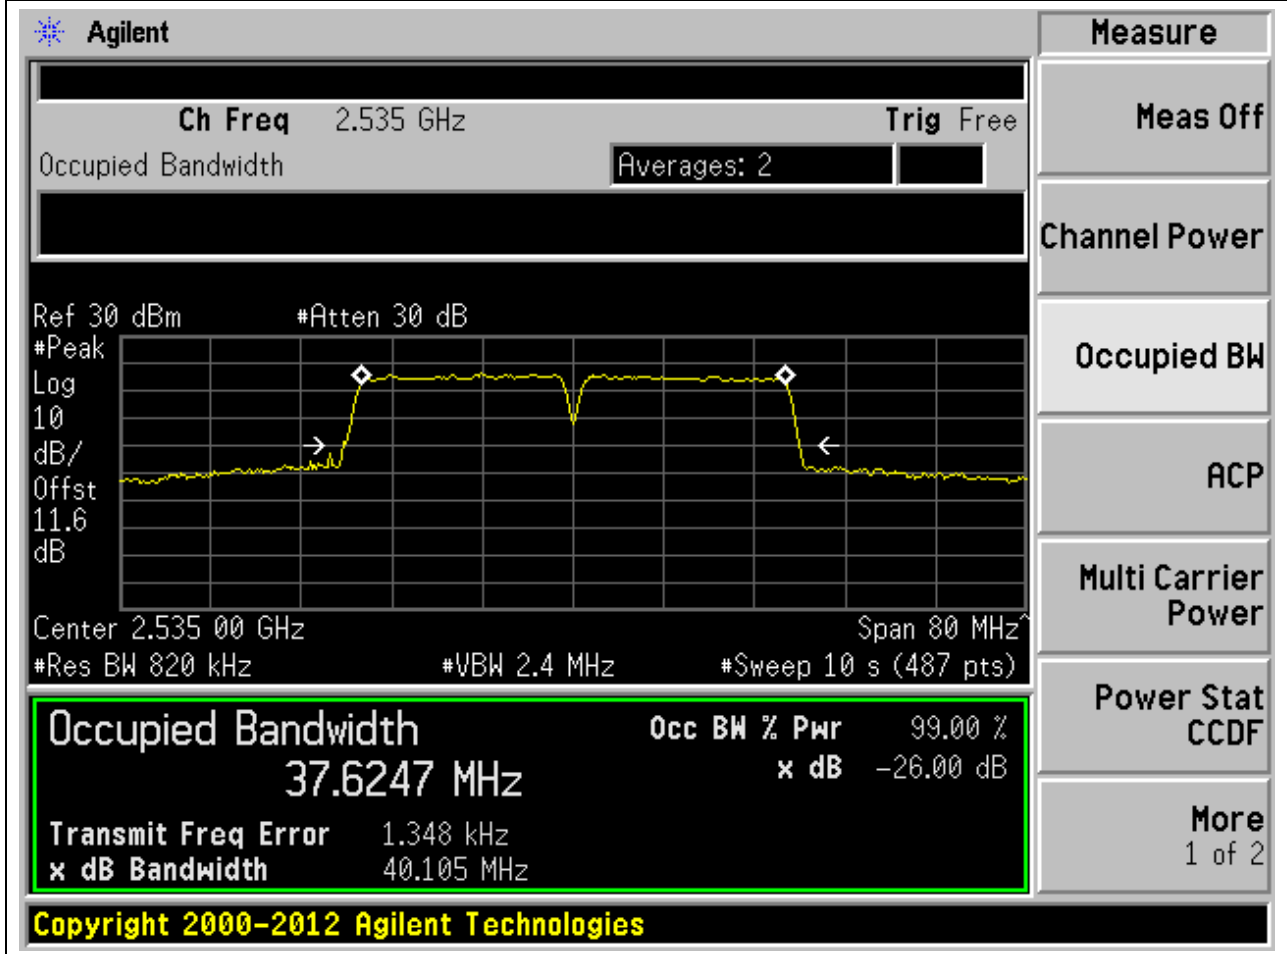 Agilent
Measure
Ch Freq 2.535 GHz Trig Free
Occupied Bandwidth Averages: 2
Meas Off
Channel Power
Occupied BW
ACP
Multi Carrier
Power
Power Stat
CCDF
More
1 of 2
Ref 30 dBm #Atten 30 dB
#Peak
Log
10
dB/
Offst
11.6
dB
Center 2.535 00 GHz Span 80 MHz^
#Res BW 820 kHz #VBW 2.4 MHz #Sweep 10 s (487 pts)
Occupied Bandwidth Occ BW % Pwr 99.00 %
37.6247 MHz x dB -26.00 dB
Transmit Freq Error 1.348 kHz
x dB Bandwidth 40.105 MHz
Copyright 2000-2012 Agilent Technologies